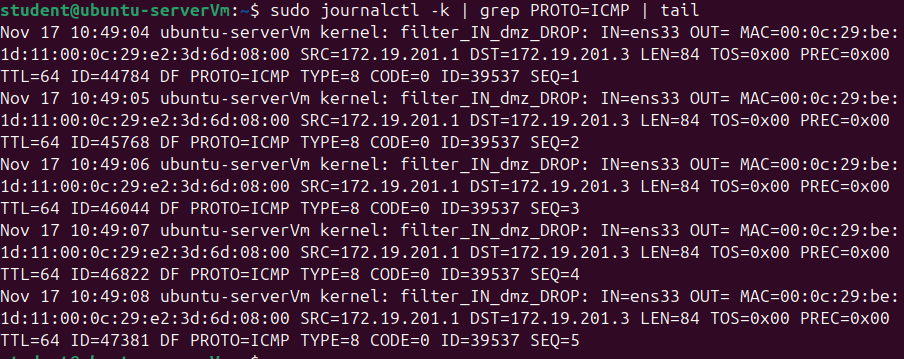 student@ubuntu-serverVm:~$ sudo journalctl -k | grep PROTO=ICMP | tail
Nov 17 10:49:04 ubuntu-serverVm kernel: filter_IN_dmz_DROP: IN=ens33 OUT= MAC=00:0c:29:be:
1d:11:00:0c:29:e2:3d:6d:08:00 SRC=172.19.201.1 DST=172.19.201.3 LEN=84 TOS=0x00 PREC=0x00
TTL=64 ID=44784 DF PROTO=ICMP TYPE=8 CODE=0 ID=39537 SEQ=1
Nov 17 10:49:05 ubuntu-serverVm kernel: filter_IN_dmz_DROP: IN=ens33 OUT= MAC=00:0c:29:be:
1d:11:00:0c:29:e2:3d:6d:08:00 SRC=172.19.201.1 DST=172.19.201.3 LEN=84 TOS=0x00 PREC=0x00
TTL=64 ID=45768 DF PROTO=ICMP TYPE=8 CODE=0 ID=39537 SEQ=2
Nov 17 10:49:06 ubuntu-serverVm kernel: filter_IN_dmz_DROP: IN=ens33 OUT= MAC=00:0c:29:be:
1d:11:00:0c:29:e2:3d:6d:08:00 SRC=172.19.201.1 DST=172.19.201.3 LEN=84 TOS=0x00 PREC=0x00
TTL=64 ID=46044 DF PROTO=ICMP TYPE=8 CODE=0 ID=39537 SEQ=3
Nov 17 10:49:07 ubuntu-serverVm kernel: filter_IN_dmz_DROP: IN=ens33 OUT= MAC=00:0c:29:be:
1d:11:00:0c:29:e2:3d:6d:08:00 SRC=172.19.201.1 DST=172.19.201.3 LEN=84 TOS=0x00 PREC=0x00
TTL=64 ID=46822 DF PROTO=ICMP TYPE=8 CODE=0 ID=39537 SEQ=4
Nov 17 10:49:08 ubuntu-serverVm kernel: filter_IN_dmz_DROP: IN=ens33 OUT= MAC=00:0c:29:be:
1d:11:00:0c:29:e2:3d:6d:08:00 SRC=172.19.201.1 DST=172.19.201.3 LEN=84 TOS=0x00 PREC=0x00
TTL=64 ID=47381 DF PROTO=ICMP TYPE=8 CODE=0 ID=39537 SEQ=5